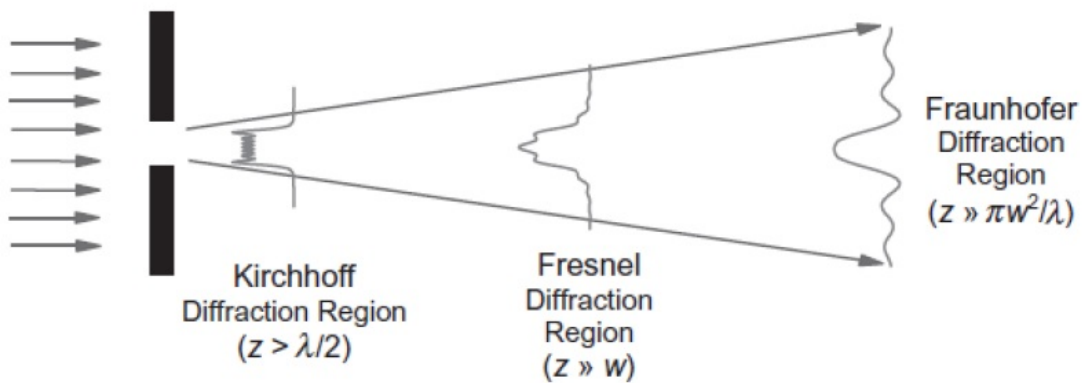 Kirchhoff
Diffraction Region
(z > λ/2)
Fresnel
Diffraction
Region
(z » w)
Fraunhofer
Diffraction
Region
(z » πw²/λ)